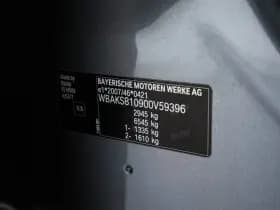 BAYERISCHE MOTOREN WERKE AG
e1*2007/46*0421
WBAKS810900V59396
2945 kg
6545 kg
1- 1335 kg
2- 1610 kg